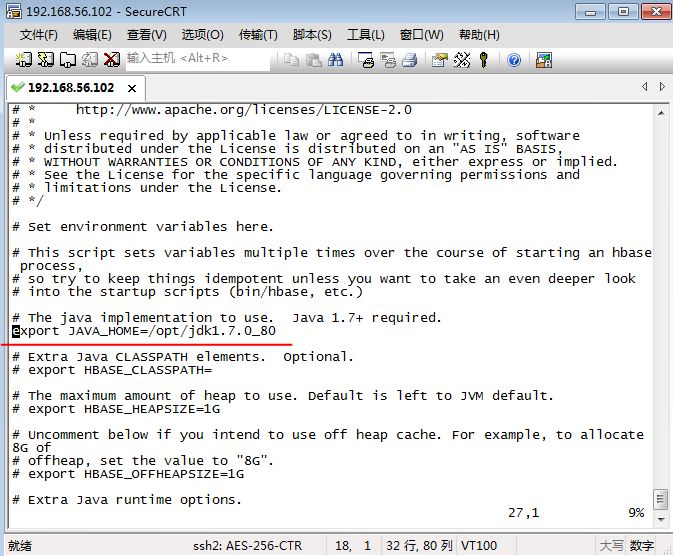 192.168.56.102 - SecureCRT
文件(F) 编辑(E) 查看(V) 选项(O) 传输(T) 脚本(S) 工具(L) 窗口(W) 帮助(H)
输入主机 <Alt+R>
192.168.56.102
# *     http://www.apache.org/licenses/LICENSE-2.0
# *
# * Unless required by applicable law or agreed to in writing, software
# * distributed under the License is distributed on an "AS IS" BASIS,
# * WITHOUT WARRANTIES OR CONDITIONS OF ANY KIND, either express or implied.
# * See the License for the specific language governing permissions and
# * limitations under the License.
# */
# Set environment variables here.
# This script sets variables multiple times over the course of starting an hbase
process,
# so try to keep things idempotent unless you want to take an even deeper look
# into the startup scripts (bin/hbase, etc.)
# The java implementation to use.  Java 1.7+ required.
export JAVA_HOME=/opt/jdk1.7.0_80
# Extra Java CLASSPATH elements.  Optional.
# export HBASE_CLASSPATH=
# The maximum amount of heap to use. Default is left to JVM default.
# export HBASE_HEAPSIZE=1G
# Uncomment below if you intend to use off heap cache. For example, to allocate
8G of
# offheap, set the value to "8G".
# export HBASE_OFFHEAPSIZE=1G
# Extra Java runtime options.
27,1 9%
就绪 ssh2: AES-256-CTR 18, 1 32 行, 80 列 VT100 大写 数字